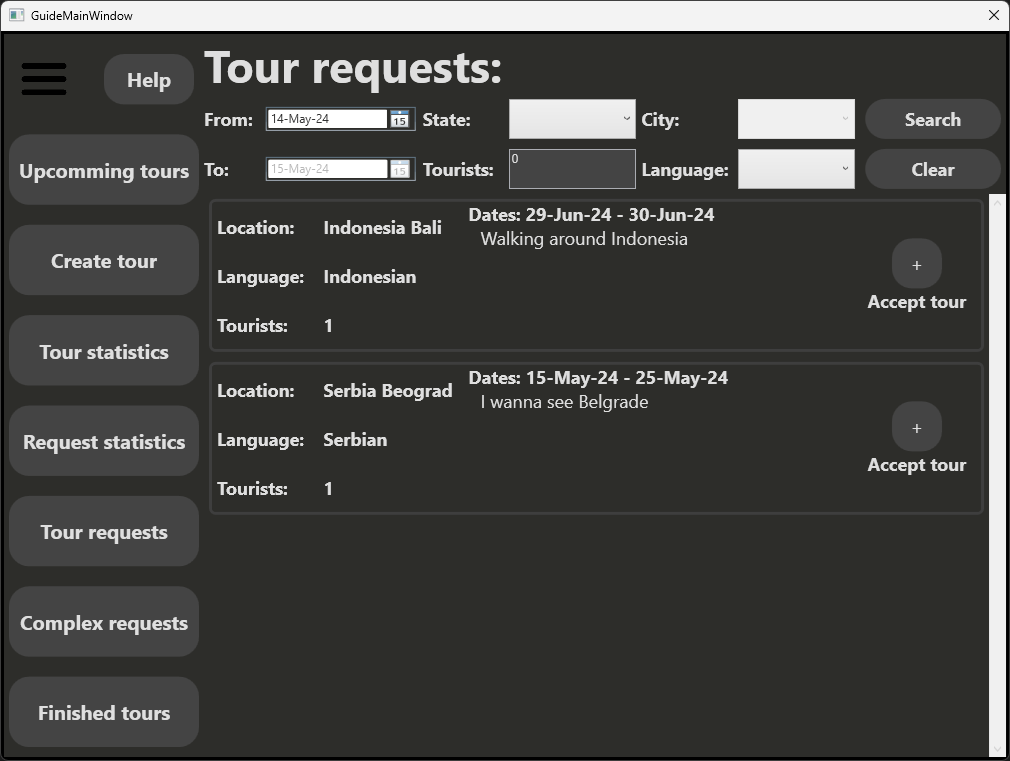 GuideMainWindow
Help
Tour requests:
From: 14-May-24 15 State: City: Search
To: 15-May-24 15 Tourists: 0 Language: Clear
Upcomming tours
Create tour
Tour statistics
Request statistics
Tour requests
Complex requests
Finished tours
Location: Indonesia Bali Dates: 29-Jun-24 - 30-Jun-24
Walking around Indonesia
Language: Indonesian
+
Accept tour
Tourists: 1
Location: Serbia Beograd Dates: 15-May-24 - 25-May-24
I wanna see Belgrade
Language: Serbian
+
Accept tour
Tourists: 1